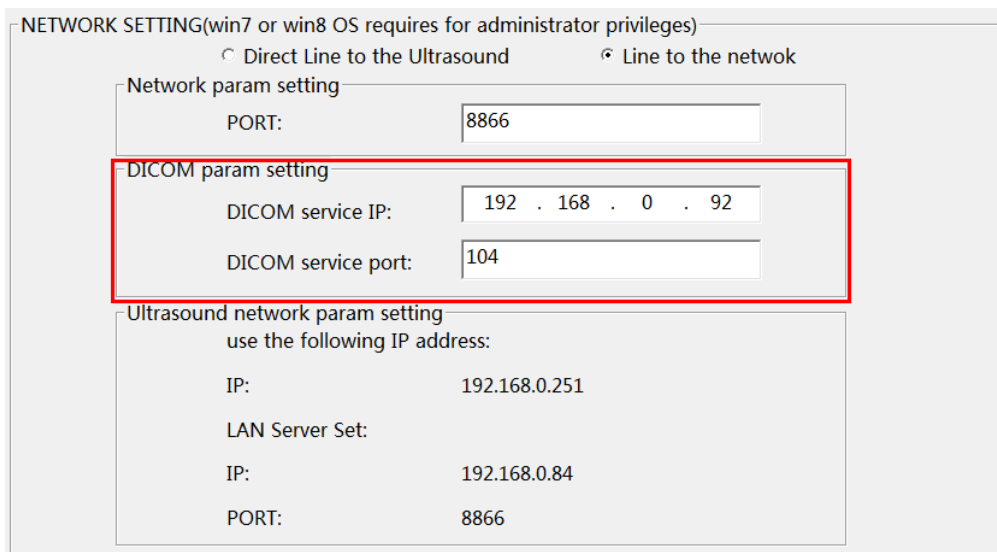 NETWORK SETTING(win7 or win8 OS requires for administrator privileges)
Direct Line to the Ultrasound Line to the netwok
Network param setting
PORT: 8866
DICOM param setting
DICOM service IP: 192 . 168 . 0 . 92
DICOM service port: 104
Ultrasound network param setting
use the following IP address:
IP: 192.168.0.251
LAN Server Set:
IP: 192.168.0.84
PORT: 8866